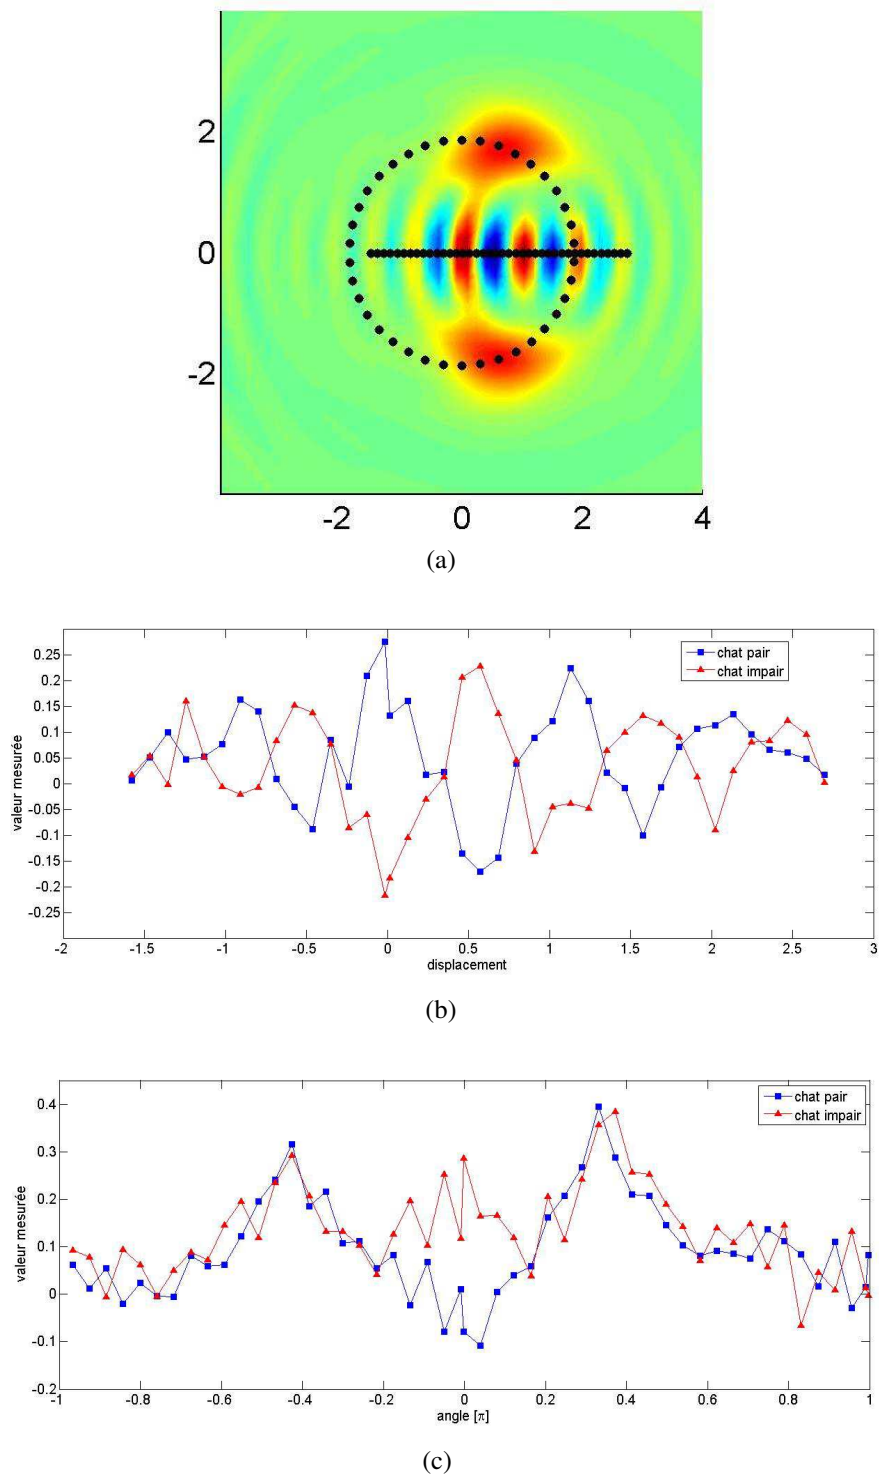 2
0
-2
-2 0 2 4
(a)
valeur mesurée
0.25
0.2
0.15
0.1
0.05
0
-0.05
-0.1
-0.15
-0.2
-0.25
chat pair
chat impair
-2 -1.5 -1 -0.5 0 0.5 1 1.5 2 2.5 3
displacement
(b)
valeur mesurée
0.4
0.3
0.2
0.1
0
-0.1
-0.2
chat pair
chat impair
-1 -0.8 -0.6 -0.4 -0.2 0 0.2 0.4 0.6 0.8 1
angle [π]
(c)